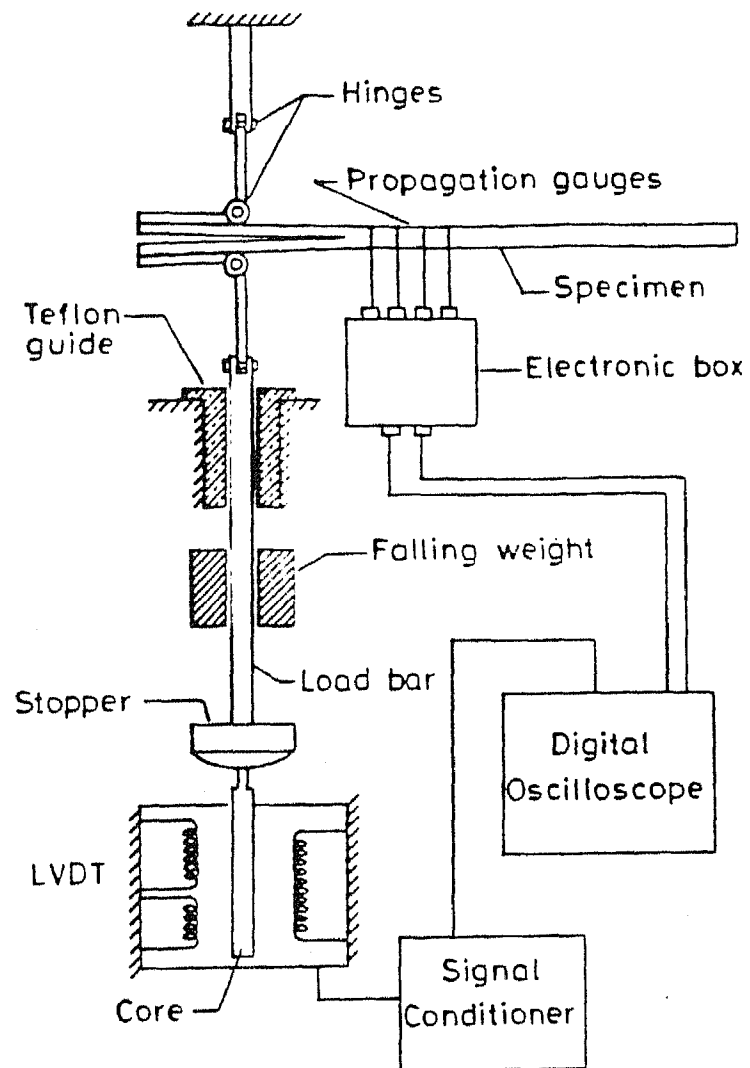 Hinges
Propagation gauges
Specimen
Teflon
guide
Electronic box
Falling weight
Load bar
Stopper
Digital
Oscilloscope
LVDT
Signal
Conditioner
Core